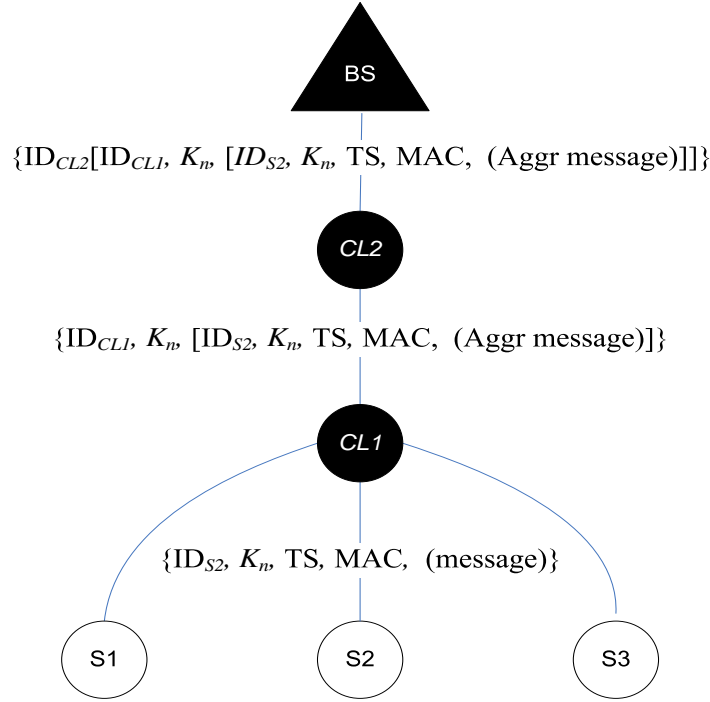 BS
{ID_CL2[ID_CL1, K_n, [ID_S2, K_n, TS, MAC, (Aggr message)]]}
CL2
{ID_CL1, K_n, [ID_S2, K_n, TS, MAC, (Aggr message)]}
CL1
{ID_S2, K_n, TS, MAC, (message)}
S1 S2 S3